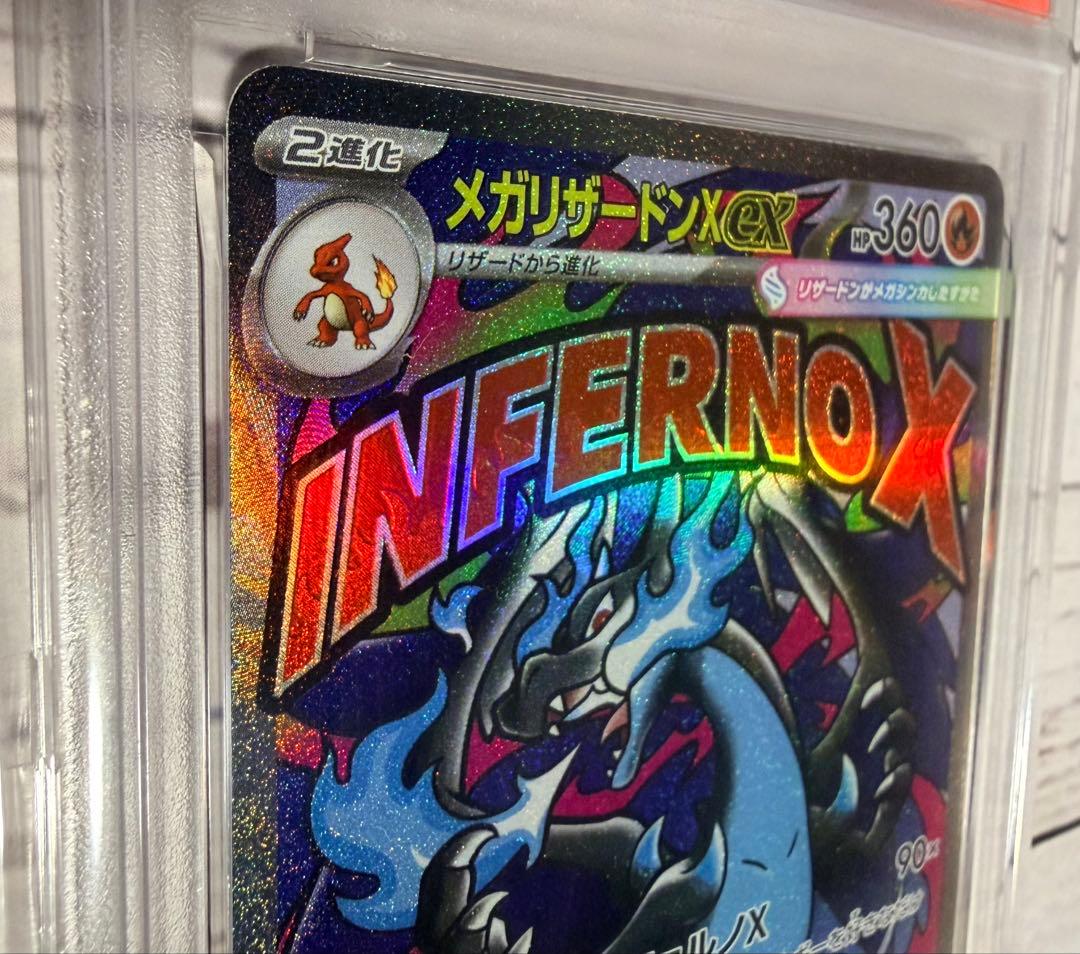 2進化
メガリザードンXex
HP360
リザードから進化
リザードンがメガシンカしたすがた
INFERNO X
ルノX
90×